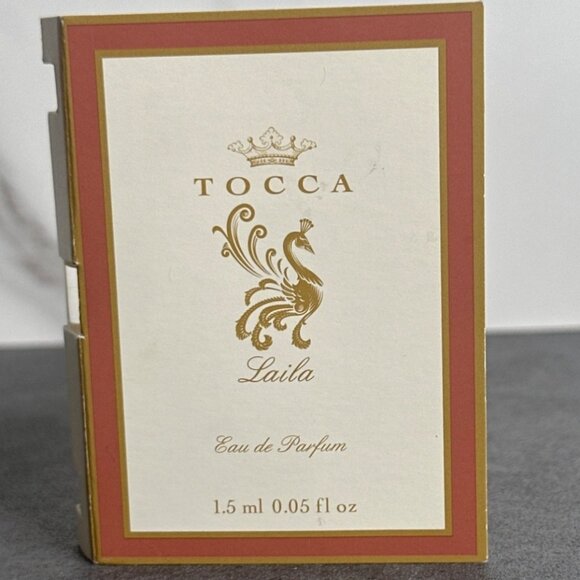 TOCCA
Laila
Eau de Parfum
1.5 ml 0.05 fl oz